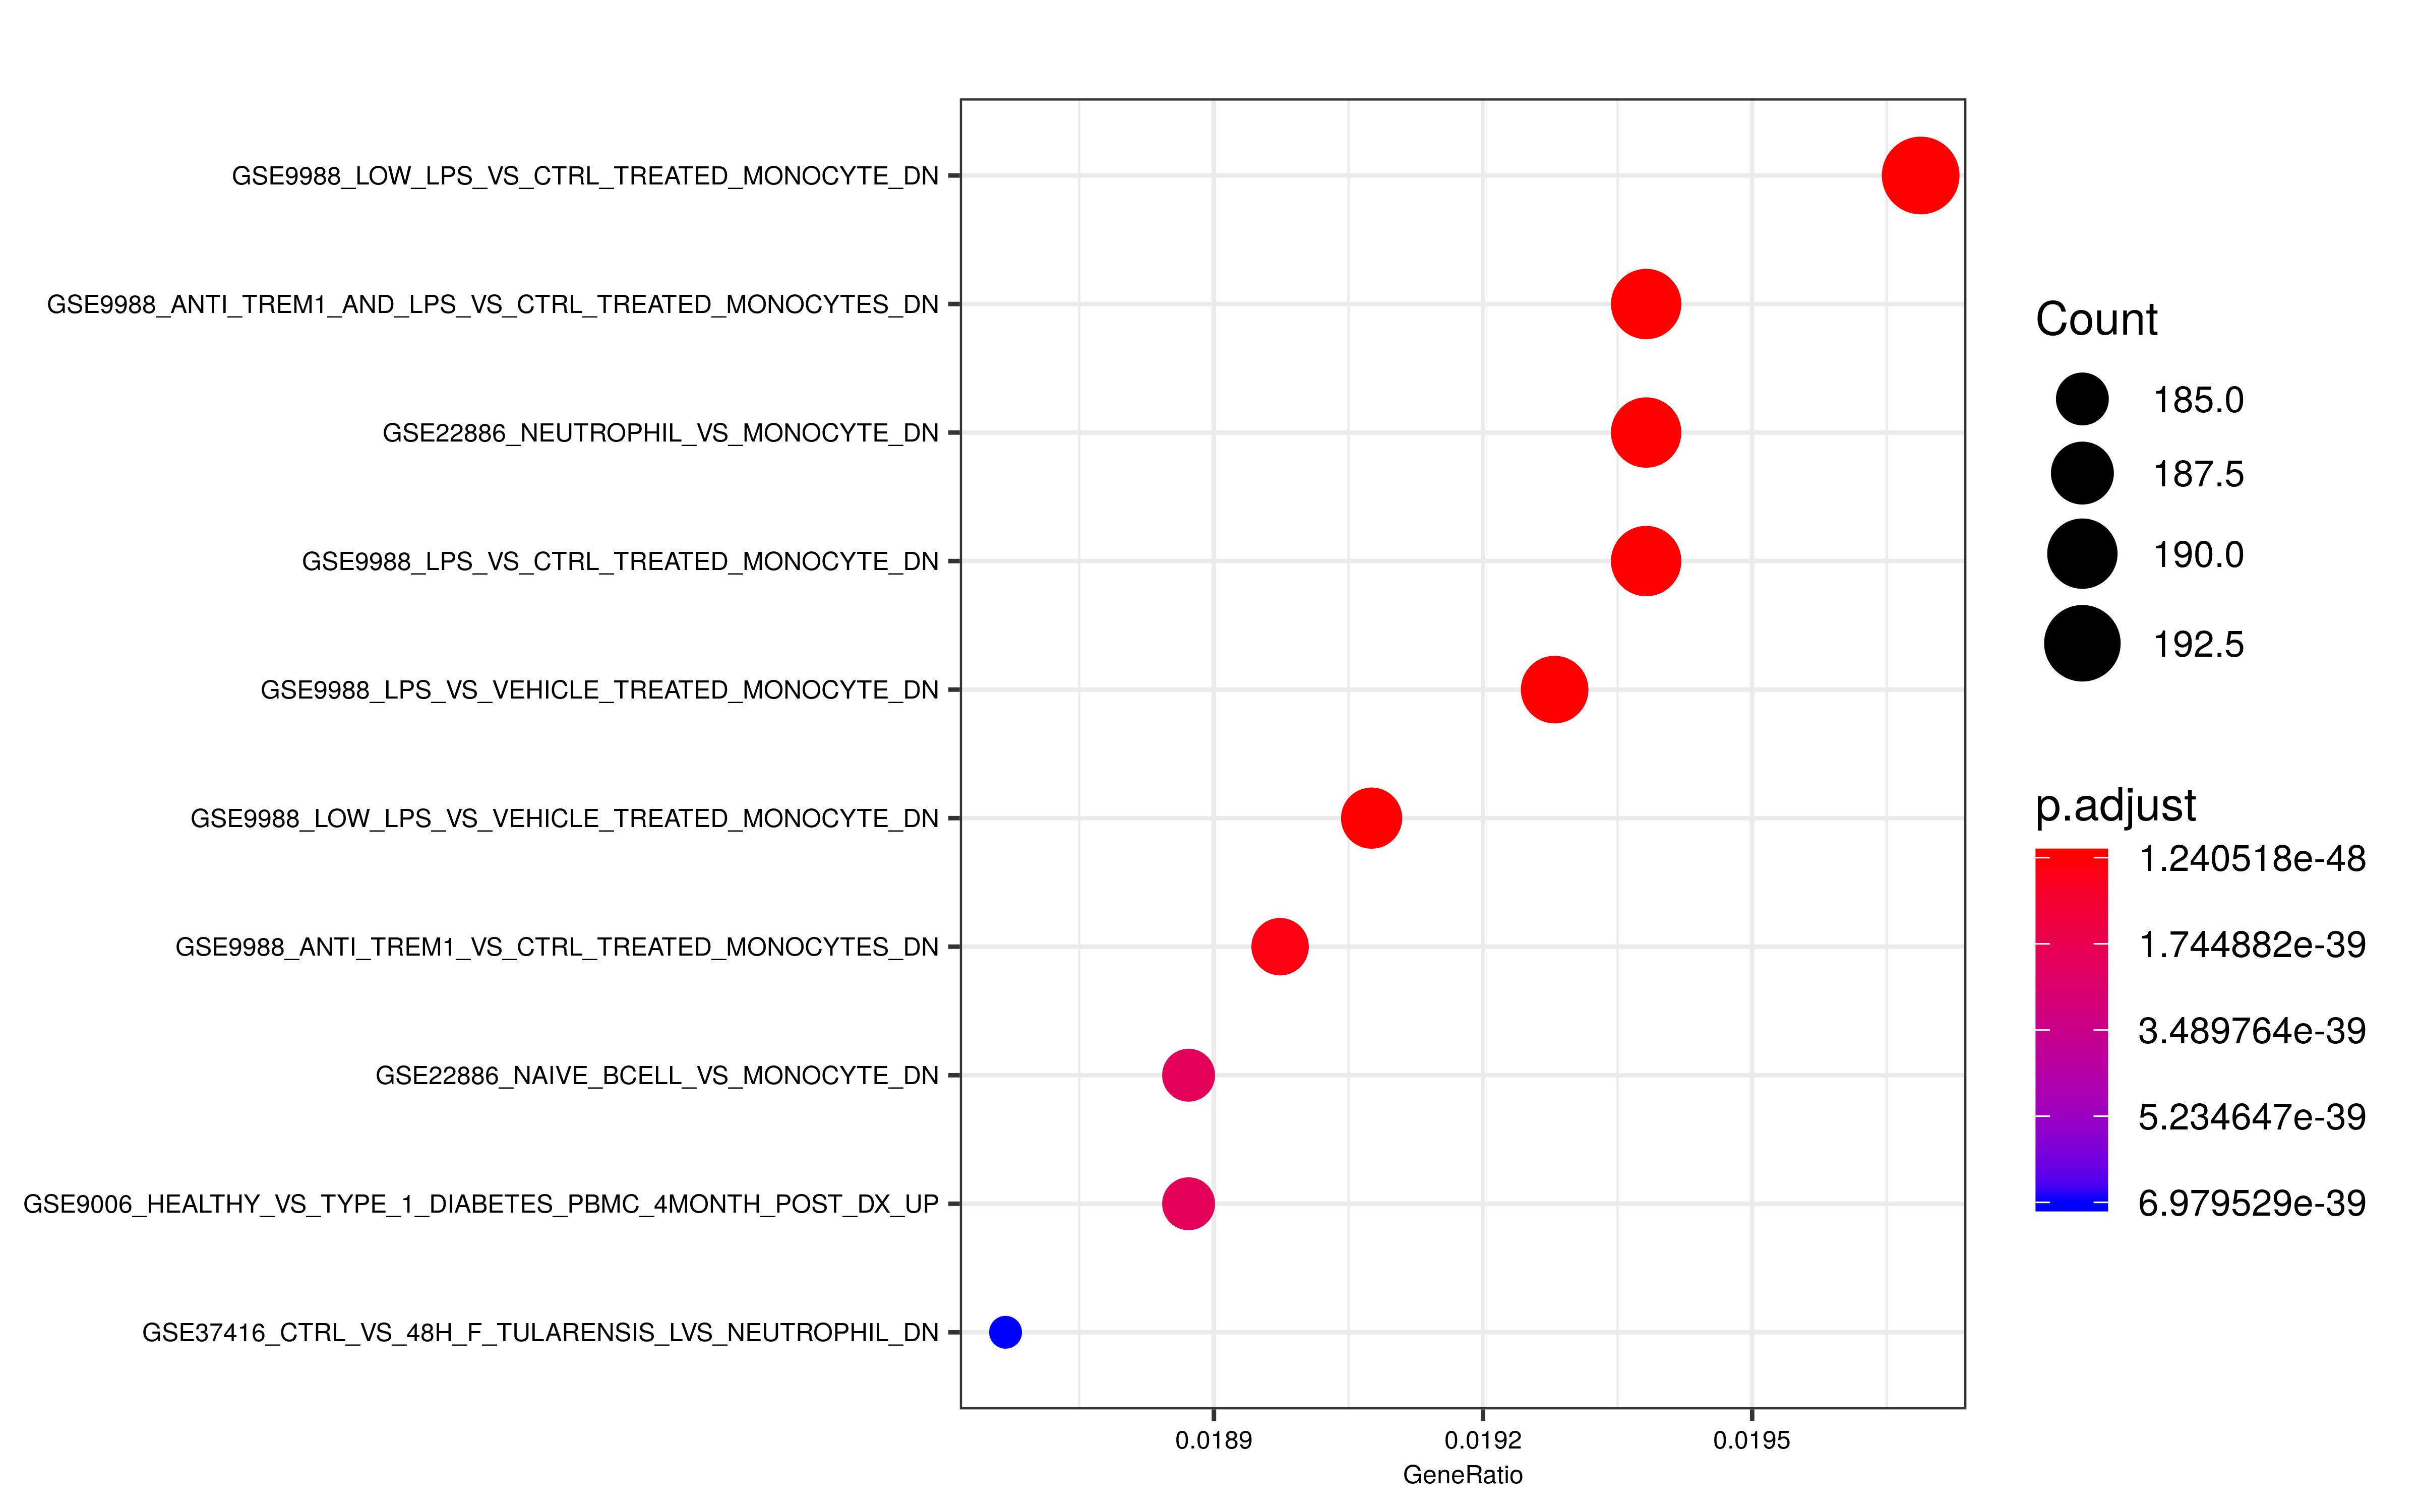 GSE9988_LOW_LPS_VS_CTRL_TREATED_MONOCYTE_DN
GSE9988_ANTI_TREM1_AND_LPS_VS_CTRL_TREATED_MONOCYTES_DN
GSE22886_NEUTROPHIL_VS_MONOCYTE_DN
GSE9988_LPS_VS_CTRL_TREATED_MONOCYTE_DN
GSE9988_LPS_VS_VEHICLE_TREATED_MONOCYTE_DN
GSE9988_LOW_LPS_VS_VEHICLE_TREATED_MONOCYTE_DN
GSE9988_ANTI_TREM1_VS_CTRL_TREATED_MONOCYTES_DN
GSE22886_NAIVE_BCELL_VS_MONOCYTE_DN
GSE9006_HEALTHY_VS_TYPE_1_DIABETES_PBMC_4MONTH_POST_DX_UP
GSE37416_CTRL_VS_48H_F_TULARENSIS_LVS_NEUTROPHIL_DN
0.0189 0.0192 0.0195
GeneRatio
Count
185.0
187.5
190.0
192.5
p.adjust
1.240518e-48
1.744882e-39
3.489764e-39
5.234647e-39
6.979529e-39